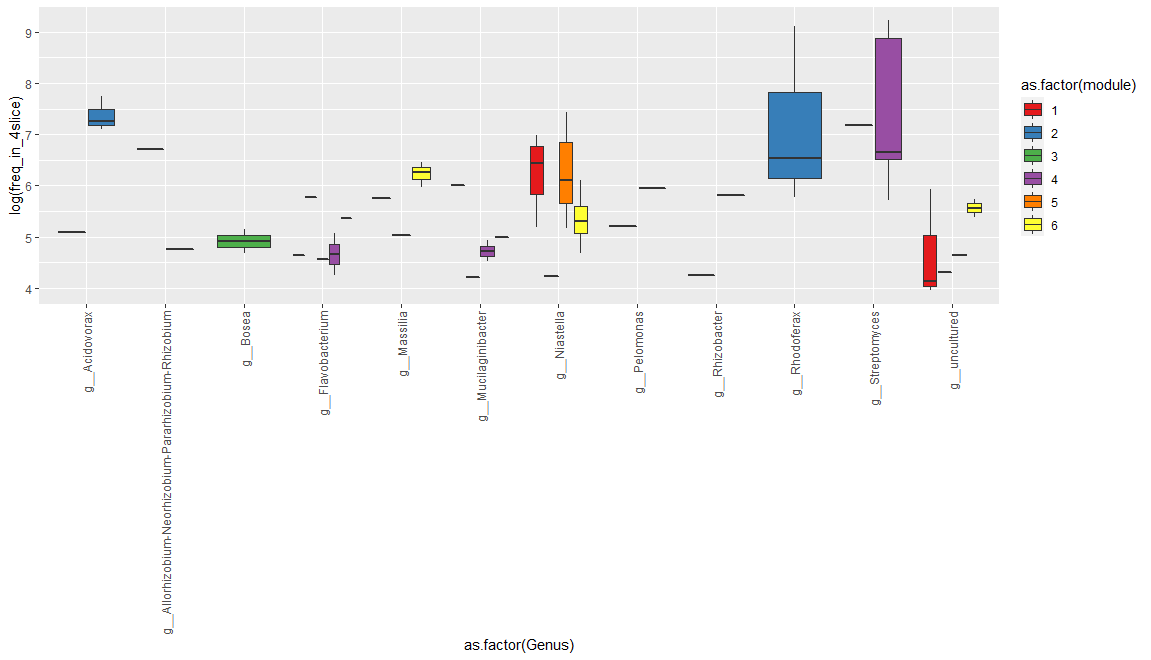 log(freq_in_4slice)
9
8
7
6
5
4
g__Acidovorax
g__Allorhizobium-Neorhizobium-Pararhizobium-Rhizobium
g__Bosea
g__Flavobacterium
g__Massilia
g__Mucilaginibacter
g__Niastella
g__Pelomonas
g__Rhizobacter
g__Rhodoferax
g__Streptomyces
g__uncultured
as.factor(Genus)
as.factor(module)
1
2
3
4
5
6